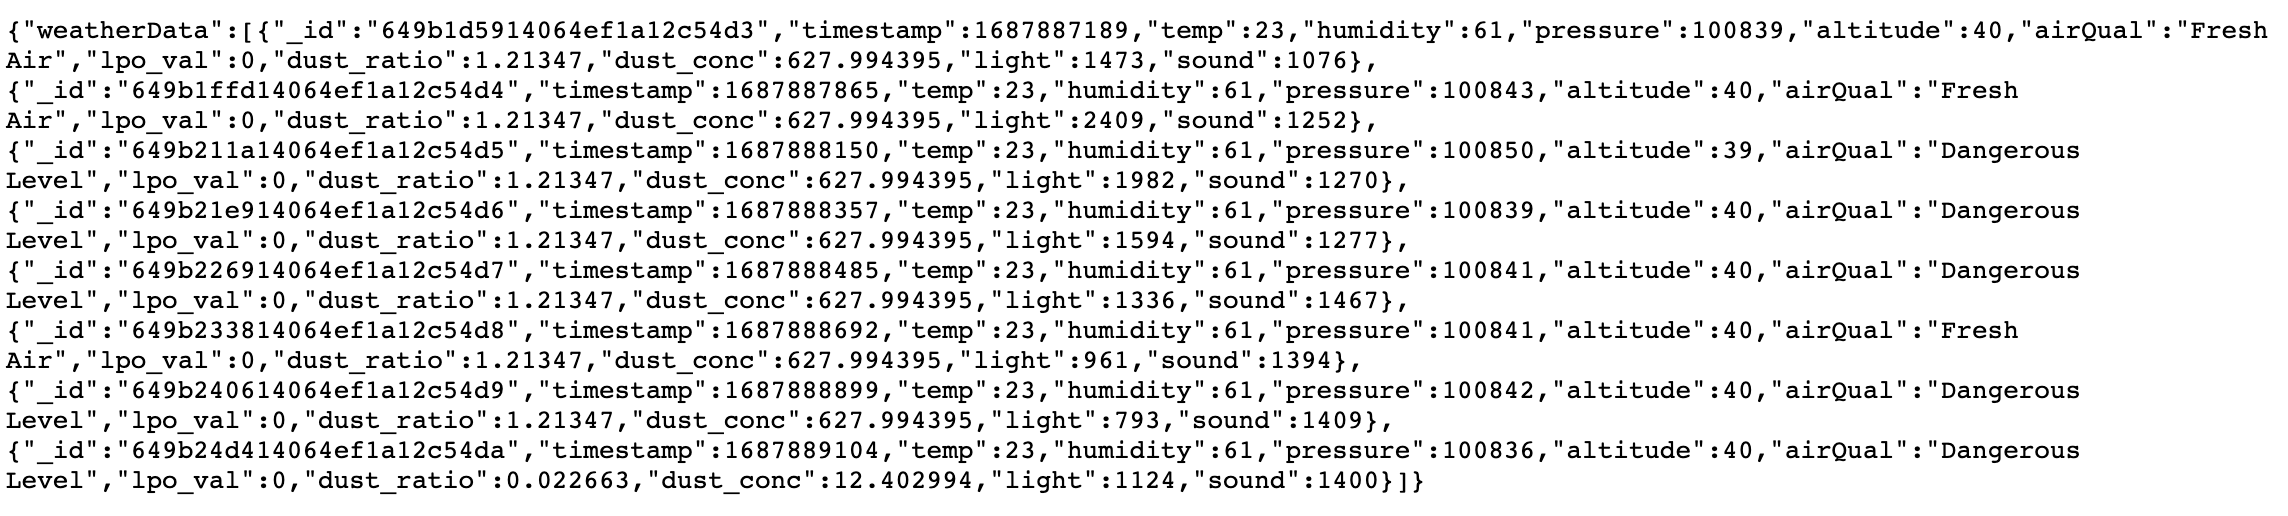 {"weatherData":[{"_id":"649b1d5914064ef1a12c54d3","timestamp":1687887189,"temp":23,"humidity":61,"pressure":100839,"altitude":40,"airQual":"Fresh
Air","lpo_val":0,"dust_ratio":1.21347,"dust_conc":627.994395,"light":1473,"sound":1076},
{"_id":"649b1ffd14064ef1a12c54d4","timestamp":1687887865,"temp":23,"humidity":61,"pressure":100843,"altitude":40,"airQual":"Fresh
Air","lpo_val":0,"dust_ratio":1.21347,"dust_conc":627.994395,"light":2409,"sound":1252},
{"_id":"649b211a14064ef1a12c54d5","timestamp":1687888150,"temp":23,"humidity":61,"pressure":100850,"altitude":39,"airQual":"Dangerous
Level","lpo_val":0,"dust_ratio":1.21347,"dust_conc":627.994395,"light":1982,"sound":1270},
{"_id":"649b21e914064ef1a12c54d6","timestamp":1687888357,"temp":23,"humidity":61,"pressure":100839,"altitude":40,"airQual":"Dangerous
Level","lpo_val":0,"dust_ratio":1.21347,"dust_conc":627.994395,"light":1594,"sound":1277},
{"_id":"649b226914064ef1a12c54d7","timestamp":1687888485,"temp":23,"humidity":61,"pressure":100841,"altitude":40,"airQual":"Dangerous
Level","lpo_val":0,"dust_ratio":1.21347,"dust_conc":627.994395,"light":1336,"sound":1467},
{"_id":"649b233814064ef1a12c54d8","timestamp":1687888692,"temp":23,"humidity":61,"pressure":100841,"altitude":40,"airQual":"Fresh
Air","lpo_val":0,"dust_ratio":1.21347,"dust_conc":627.994395,"light":961,"sound":1394},
{"_id":"649b240614064ef1a12c54d9","timestamp":1687888899,"temp":23,"humidity":61,"pressure":100842,"altitude":40,"airQual":"Dangerous
Level","lpo_val":0,"dust_ratio":1.21347,"dust_conc":627.994395,"light":793,"sound":1409},
{"_id":"649b24d414064ef1a12c54da","timestamp":1687889104,"temp":23,"humidity":61,"pressure":100836,"altitude":40,"airQual":"Dangerous
Level","lpo_val":0,"dust_ratio":0.022663,"dust_conc":12.402994,"light":1124,"sound":1400}]}